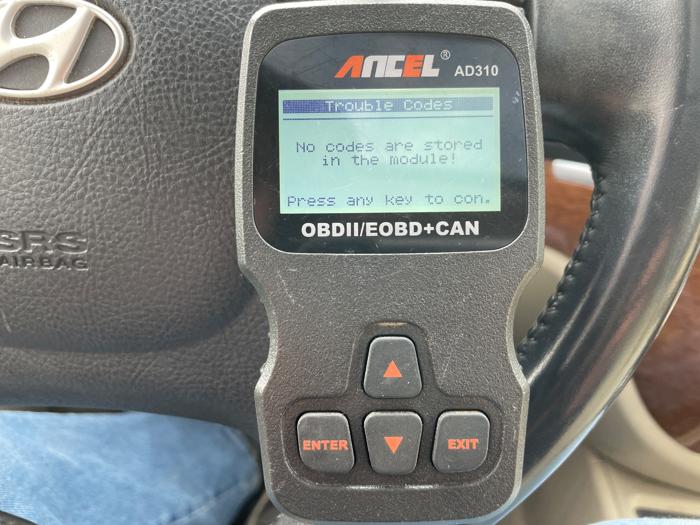 ANCEL® AD310
Trouble Codes
No codes are stored
in the module!
Press any key to con.
OBDII/EOBD+CAN
SRS
AIRBAG
ENTER
EXIT